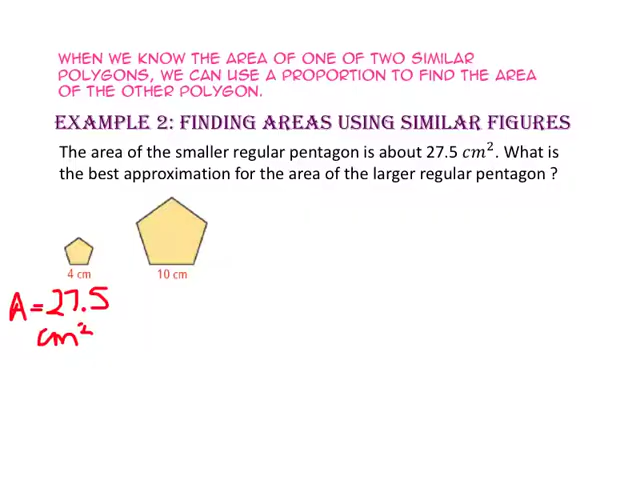 WHEN WE KNOW THE AREA OF ONE OF TWO SIMILAR
POLYGONS, WE CAN USE A PROPORTION TO FIND THE AREA
OF THE OTHER POLYGON.
EXAMPLE 2: FINDING AREAS USING SIMILAR FIGURES
The area of the smaller regular pentagon is about 27.5 cm². What is
the best approximation for the area of the larger regular pentagon ?
4 cm
10 cm
A = 27.5
cm²